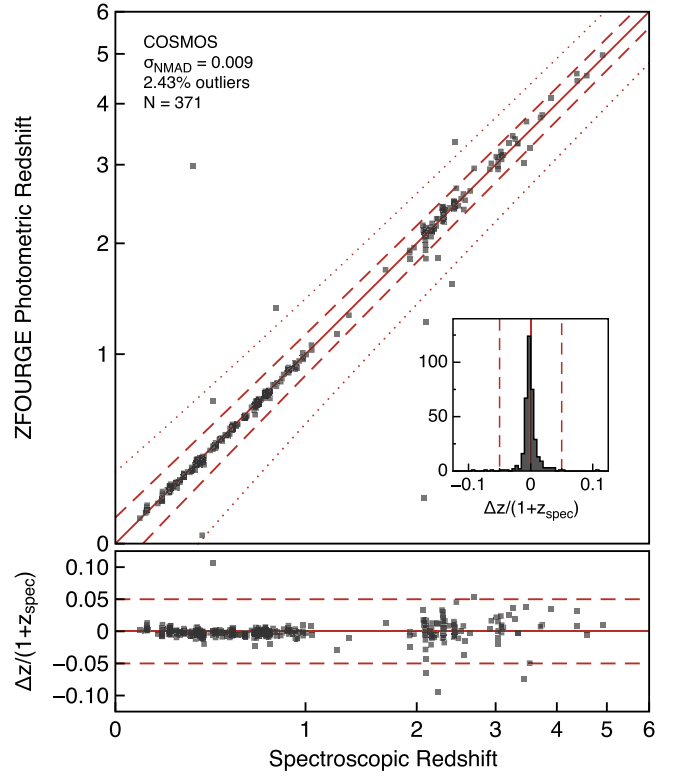 6
COSMOS
σNMAD = 0.009
2.43% outliers
N = 371
5
4
3
2
1
0
ZFOURGE Photometric Redshift
100
50
0
−0.1 0 0.1
Δz/(1+zspec)
0.10
0.05
0
−0.05
−0.10
Δz/(1+zspec)
0 1 2 3 4 5 6
Spectroscopic Redshift